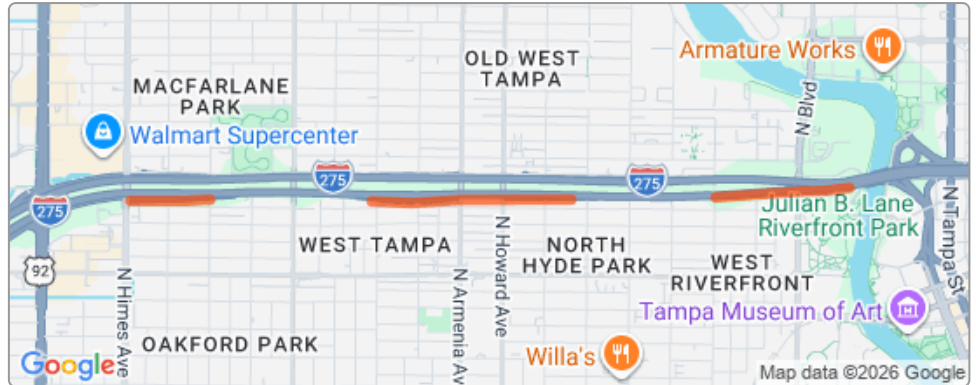 OLD WEST
TAMPA
Armature Works
MACFARLANE
PARK
Walmart Supercenter
N Blvd
275
275
275
Julian B. Lane
Riverfront Park
N Tampa St
WEST TAMPA
N Howard Ave
NORTH
HYDE PARK
WEST
RIVERFRONT
92
N Himes Ave
N Armenia Av
Tampa Museum of Art
OAKFORD PARK
Willa's
Google
Map data ©2026 Google